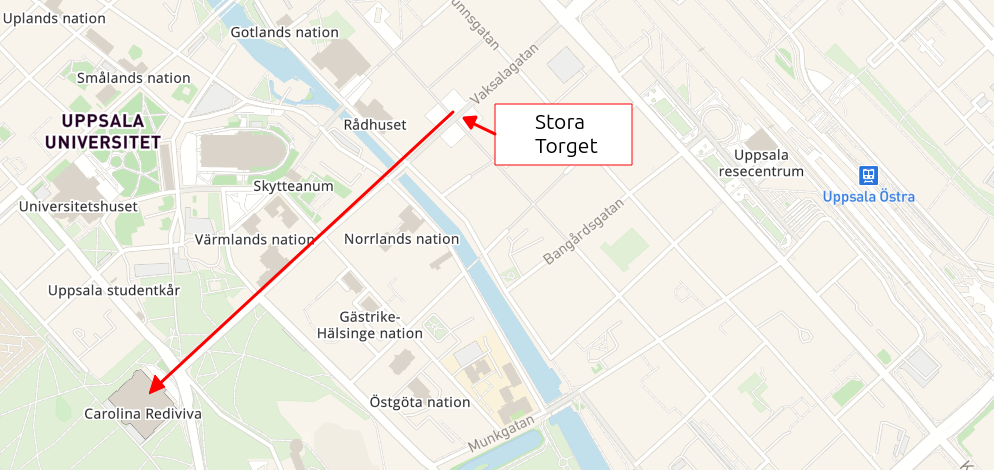 Uplands nation
Gotlands nation
Vaksalagatan
Smålands nation
UPPSALA
UNIVERSITET
Rådhuset
Stora
Torget
Uppsala
resecentrum
Skytteanum
Uppsala Östra
Universitetshuset
Värmlands nation
Norrlands nation
Bangårdsgatan
Uppsala studentkår
Gästrike-
Hälsinge nation
Östgöta nation
Carolina Rediviva
Munkgatan